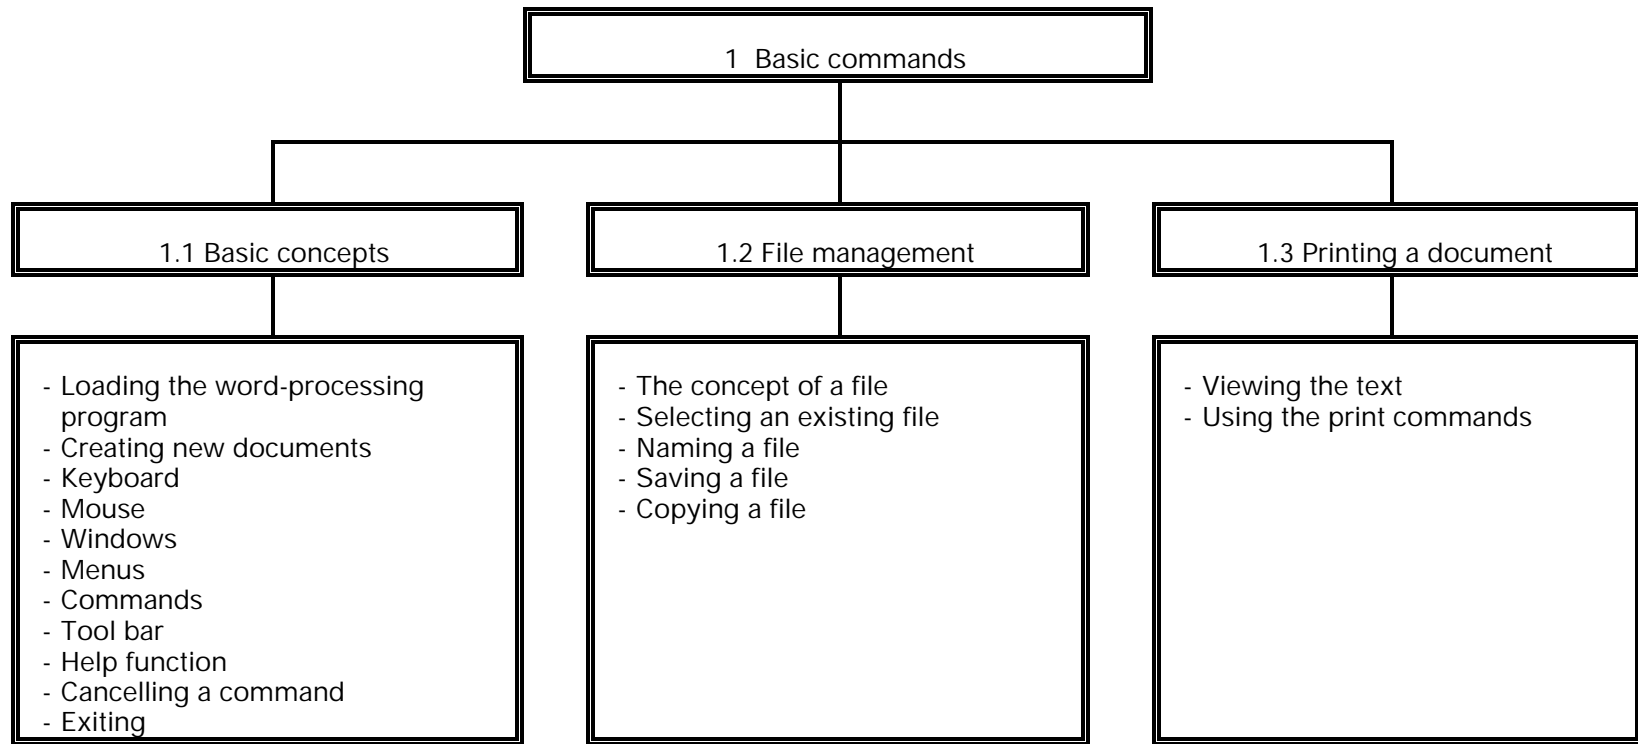 1 Basic commands
1.1 Basic concepts
1.2 File management
1.3 Printing a document
- Loading the word-processing
program
- Creating new documents
- Keyboard
- Mouse
- Windows
- Menus
- Commands
- Tool bar
- Help function
- Cancelling a command
- Exiting
- The concept of a file
- Selecting an existing file
- Naming a file
- Saving a file
- Copying a file
- Viewing the text
- Using the print commands